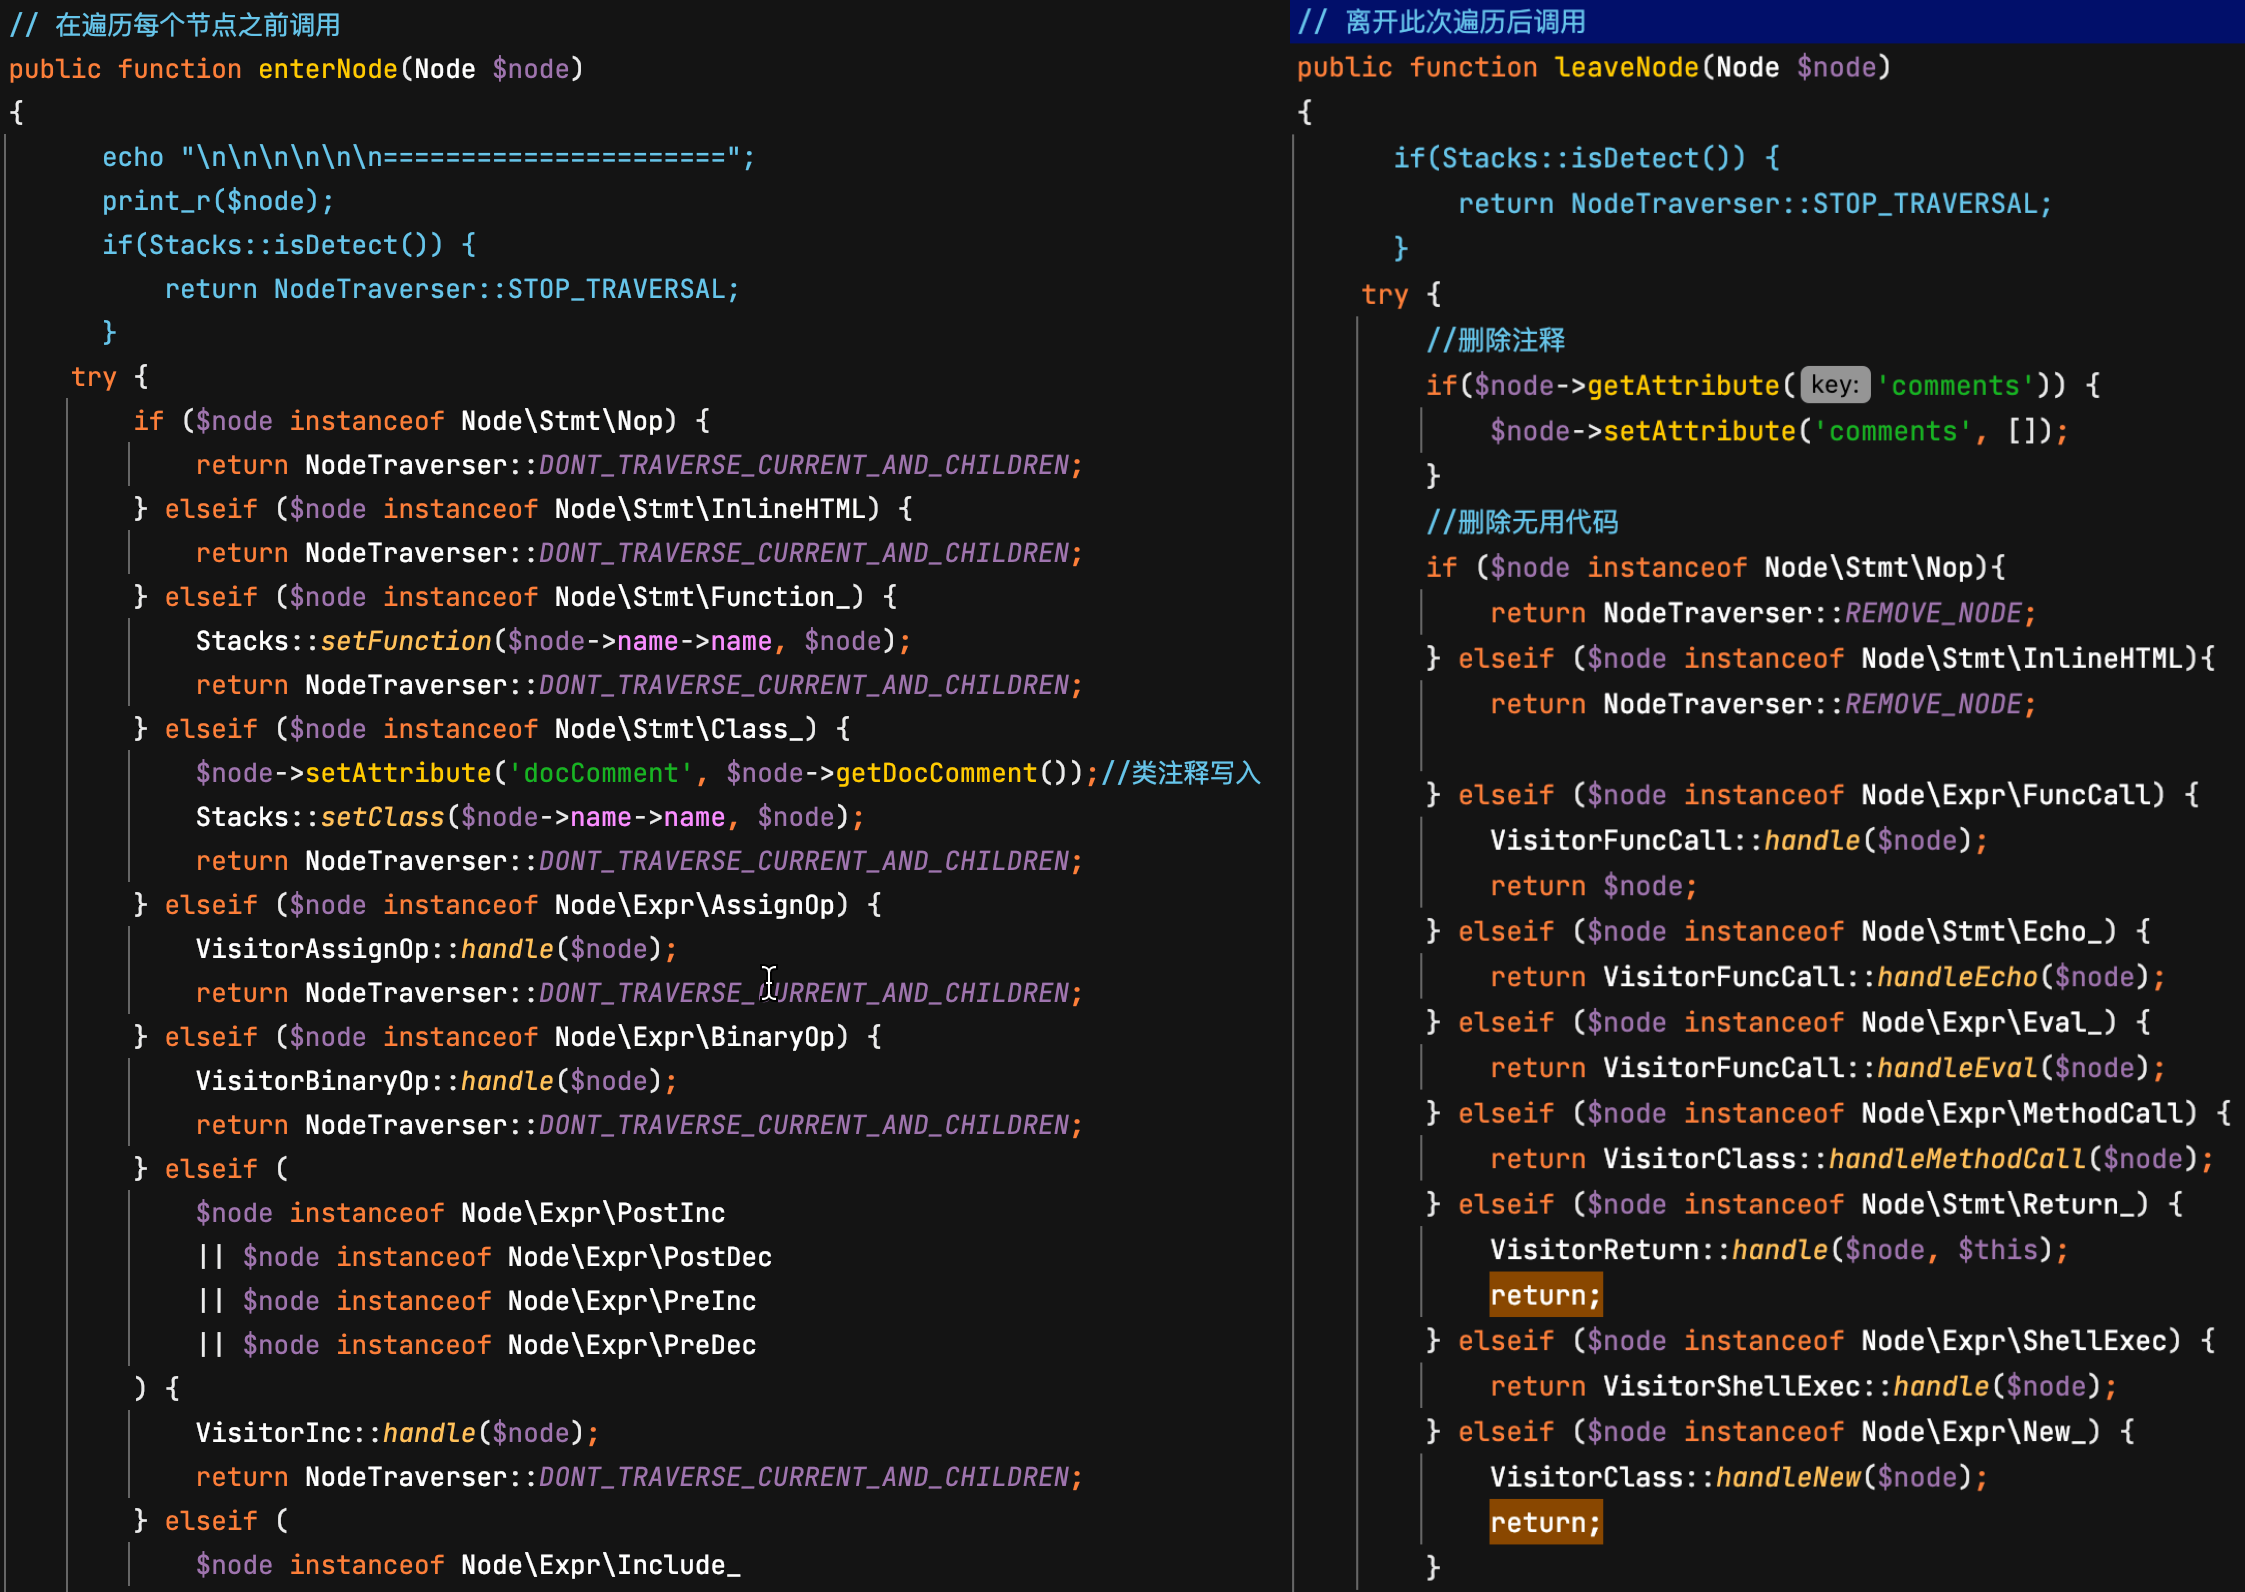 // 在遍历每个节点之前调用
public function enterNode(Node $node)
{
echo "\n\n\n\n\n\n======================";
print_r($node);
if(Stacks::isDetect()) {
return NodeTraverser::STOP_TRAVERSAL;
}
try {
if ($node instanceof Node\Stmt\Nop) {
return NodeTraverser::DONT_TRAVERSE_CURRENT_AND_CHILDREN;
} elseif ($node instanceof Node\Stmt\InlineHTML) {
return NodeTraverser::DONT_TRAVERSE_CURRENT_AND_CHILDREN;
} elseif ($node instanceof Node\Stmt\Function_) {
Stacks::setFunction($node->name->name, $node);
return NodeTraverser::DONT_TRAVERSE_CURRENT_AND_CHILDREN;
} elseif ($node instanceof Node\Stmt\Class_) {
$node->setAttribute('docComment', $node->getDocComment());//类注释写入
Stacks::setClass($node->name->name, $node);
return NodeTraverser::DONT_TRAVERSE_CURRENT_AND_CHILDREN;
} elseif ($node instanceof Node\Expr\AssignOp) {
VisitorAssignOp::handle($node);
return NodeTraverser::DONT_TRAVERSE_CURRENT_AND_CHILDREN;
} elseif ($node instanceof Node\Expr\BinaryOp) {
VisitorBinaryOp::handle($node);
return NodeTraverser::DONT_TRAVERSE_CURRENT_AND_CHILDREN;
} elseif (
$node instanceof Node\Expr\PostInc
|| $node instanceof Node\Expr\PostDec
|| $node instanceof Node\Expr\PreInc
|| $node instanceof Node\Expr\PreDec
) {
VisitorInc::handle($node);
return NodeTraverser::DONT_TRAVERSE_CURRENT_AND_CHILDREN;
} elseif (
$node instanceof Node\Expr\Include_
// 离开此次遍历后调用
public function leaveNode(Node $node)
{
if(Stacks::isDetect()) {
return NodeTraverser::STOP_TRAVERSAL;
}
try {
//删除注释
if($node->getAttribute( key: 'comments')) {
$node->setAttribute('comments', []);
}
//删除无用代码
if ($node instanceof Node\Stmt\Nop){
return NodeTraverser::REMOVE_NODE;
} elseif ($node instanceof Node\Stmt\InlineHTML){
return NodeTraverser::REMOVE_NODE;
} elseif ($node instanceof Node\Expr\FuncCall) {
VisitorFuncCall::handle($node);
return $node;
} elseif ($node instanceof Node\Stmt\Echo_) {
return VisitorFuncCall::handleEcho($node);
} elseif ($node instanceof Node\Expr\Eval_) {
return VisitorFuncCall::handleEval($node);
} elseif ($node instanceof Node\Expr\MethodCall) {
return VisitorClass::handleMethodCall($node);
} elseif ($node instanceof Node\Stmt\Return_) {
VisitorReturn::handle($node, $this);
return;
} elseif ($node instanceof Node\Expr\ShellExec) {
return VisitorShellExec::handle($node);
} elseif ($node instanceof Node\Expr\New_) {
VisitorClass::handleNew($node);
return;
}